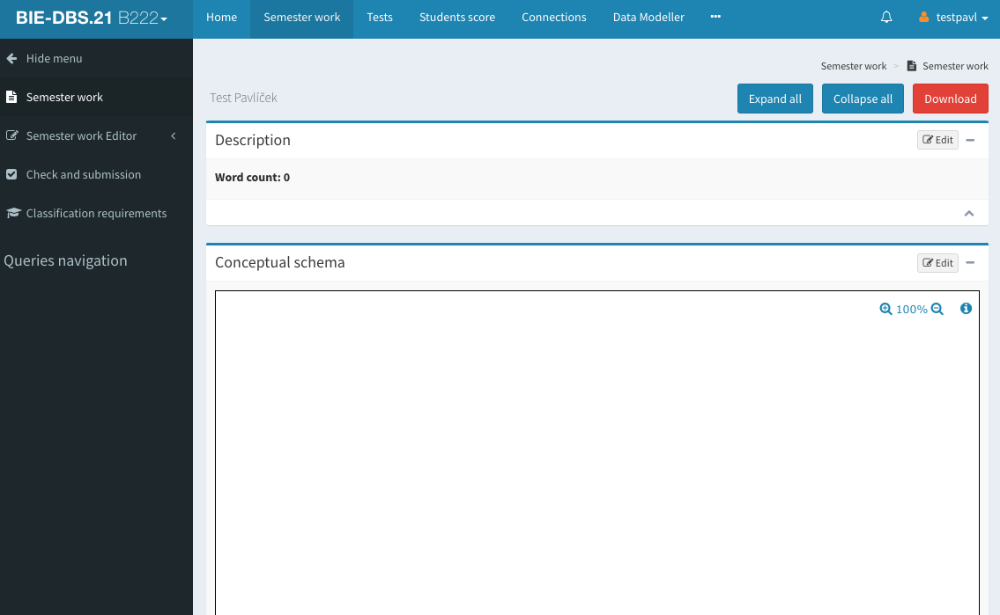 BIE-DBS.21 B222
Home
Semester work
Tests
Students score
Connections
Data Modeller
testpavl
Hide menu
Semester work
Semester work Editor
Check and submission
Classification requirements
Queries navigation
Semester work > Semester work
Test Pavlíček
Expand all
Collapse all
Download
Description
Edit
Word count: 0
Conceptual schema
Edit
100%